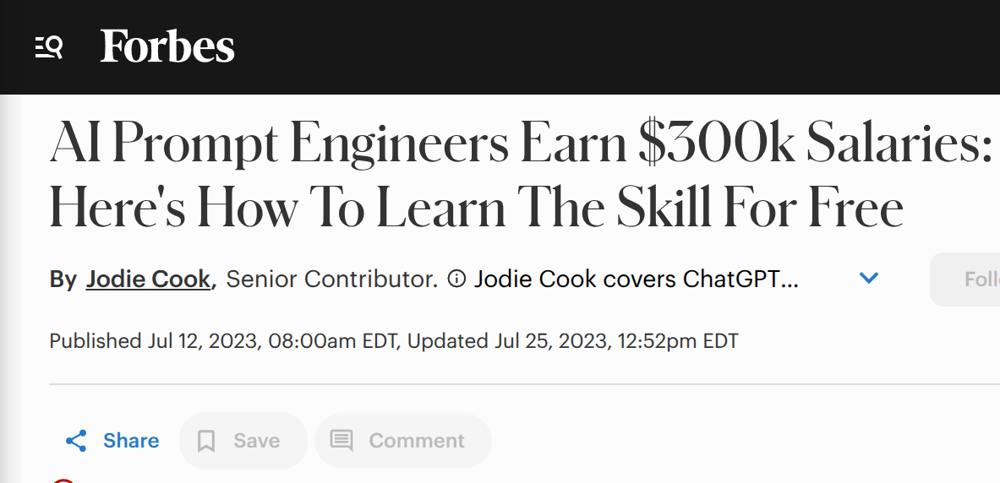 Forbes
AI Prompt Engineers Earn $300k Salaries:
Here's How To Learn The Skill For Free
By Jodie Cook, Senior Contributor. Jodie Cook covers ChatGPT...
Foll
Published Jul 12, 2023, 08:00am EDT, Updated Jul 25, 2023, 12:52pm EDT
Share Save Comment